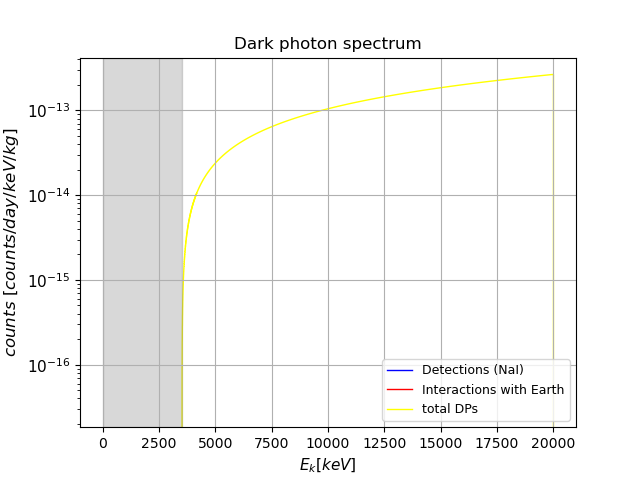 Dark photon spectrum
counts [counts/day/keV/kg]
10⁻¹³
10⁻¹⁴
10⁻¹⁵
10⁻¹⁶
Detections (NaI)
Interactions with Earth
total DPs
0 2500 5000 7500 10000 12500 15000 17500 20000
Eₖ[keV]